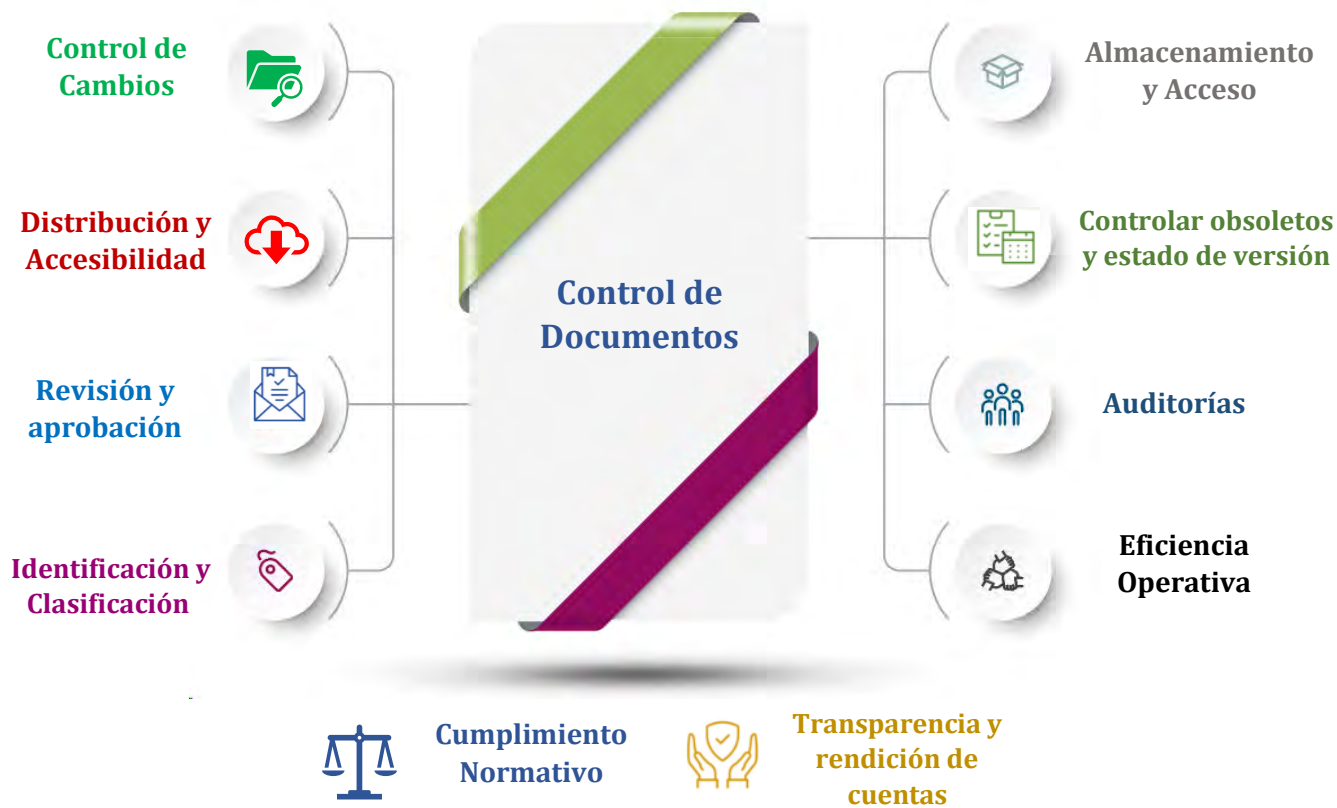 Control de
Cambios
Distribución y
Accesibilidad
Revisión y
aprobación
Identificación y
Clasificación
Control de
Documentos
Almacenamiento
y Acceso
Controlar obsoletos
y estado de versión
Auditorías
Eficiencia
Operativa
Cumplimiento
Normativo
Transparencia y
rendición de
cuentas